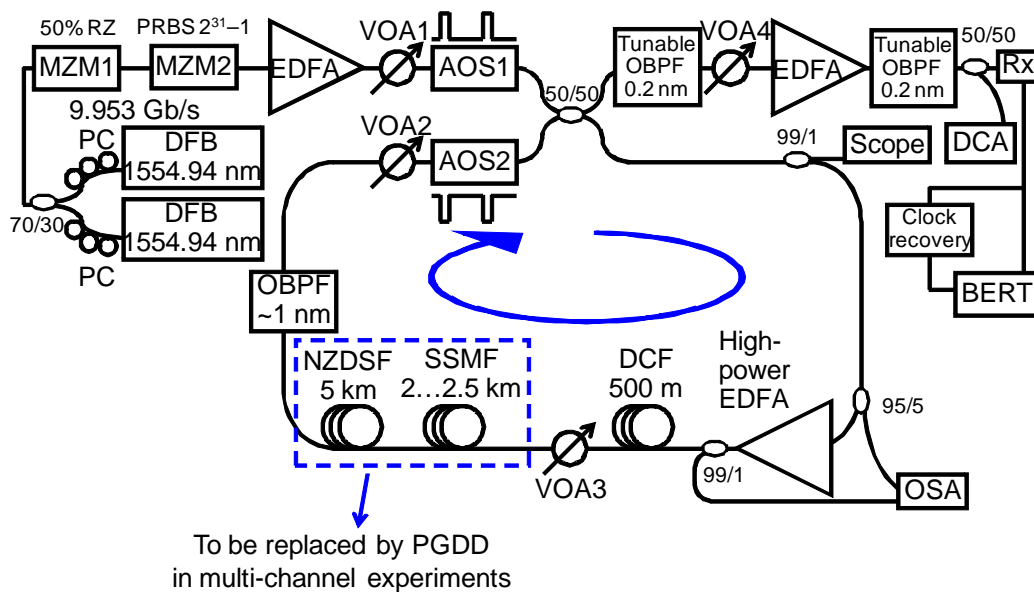 50% RZ
PRBS 2³¹–1
MZM1
MZM2
EDFA
VOA1
AOS1
50/50
Tunable
OBPF
0.2 nm
VOA4
EDFA
Tunable
OBPF
0.2 nm
50/50
Rx
DCA
9.953 Gb/s
PC
DFB
1554.94 nm
70/30
DFB
1554.94 nm
PC
VOA2
AOS2
99/1
Scope
Clock
recovery
BERT
OBPF
~1 nm
NZDSF
5 km
SSMF
2…2.5 km
DCF
500 m
High-
power
EDFA
95/5
VOA3
99/1
OSA
To be replaced by PGDD
in multi-channel experiments